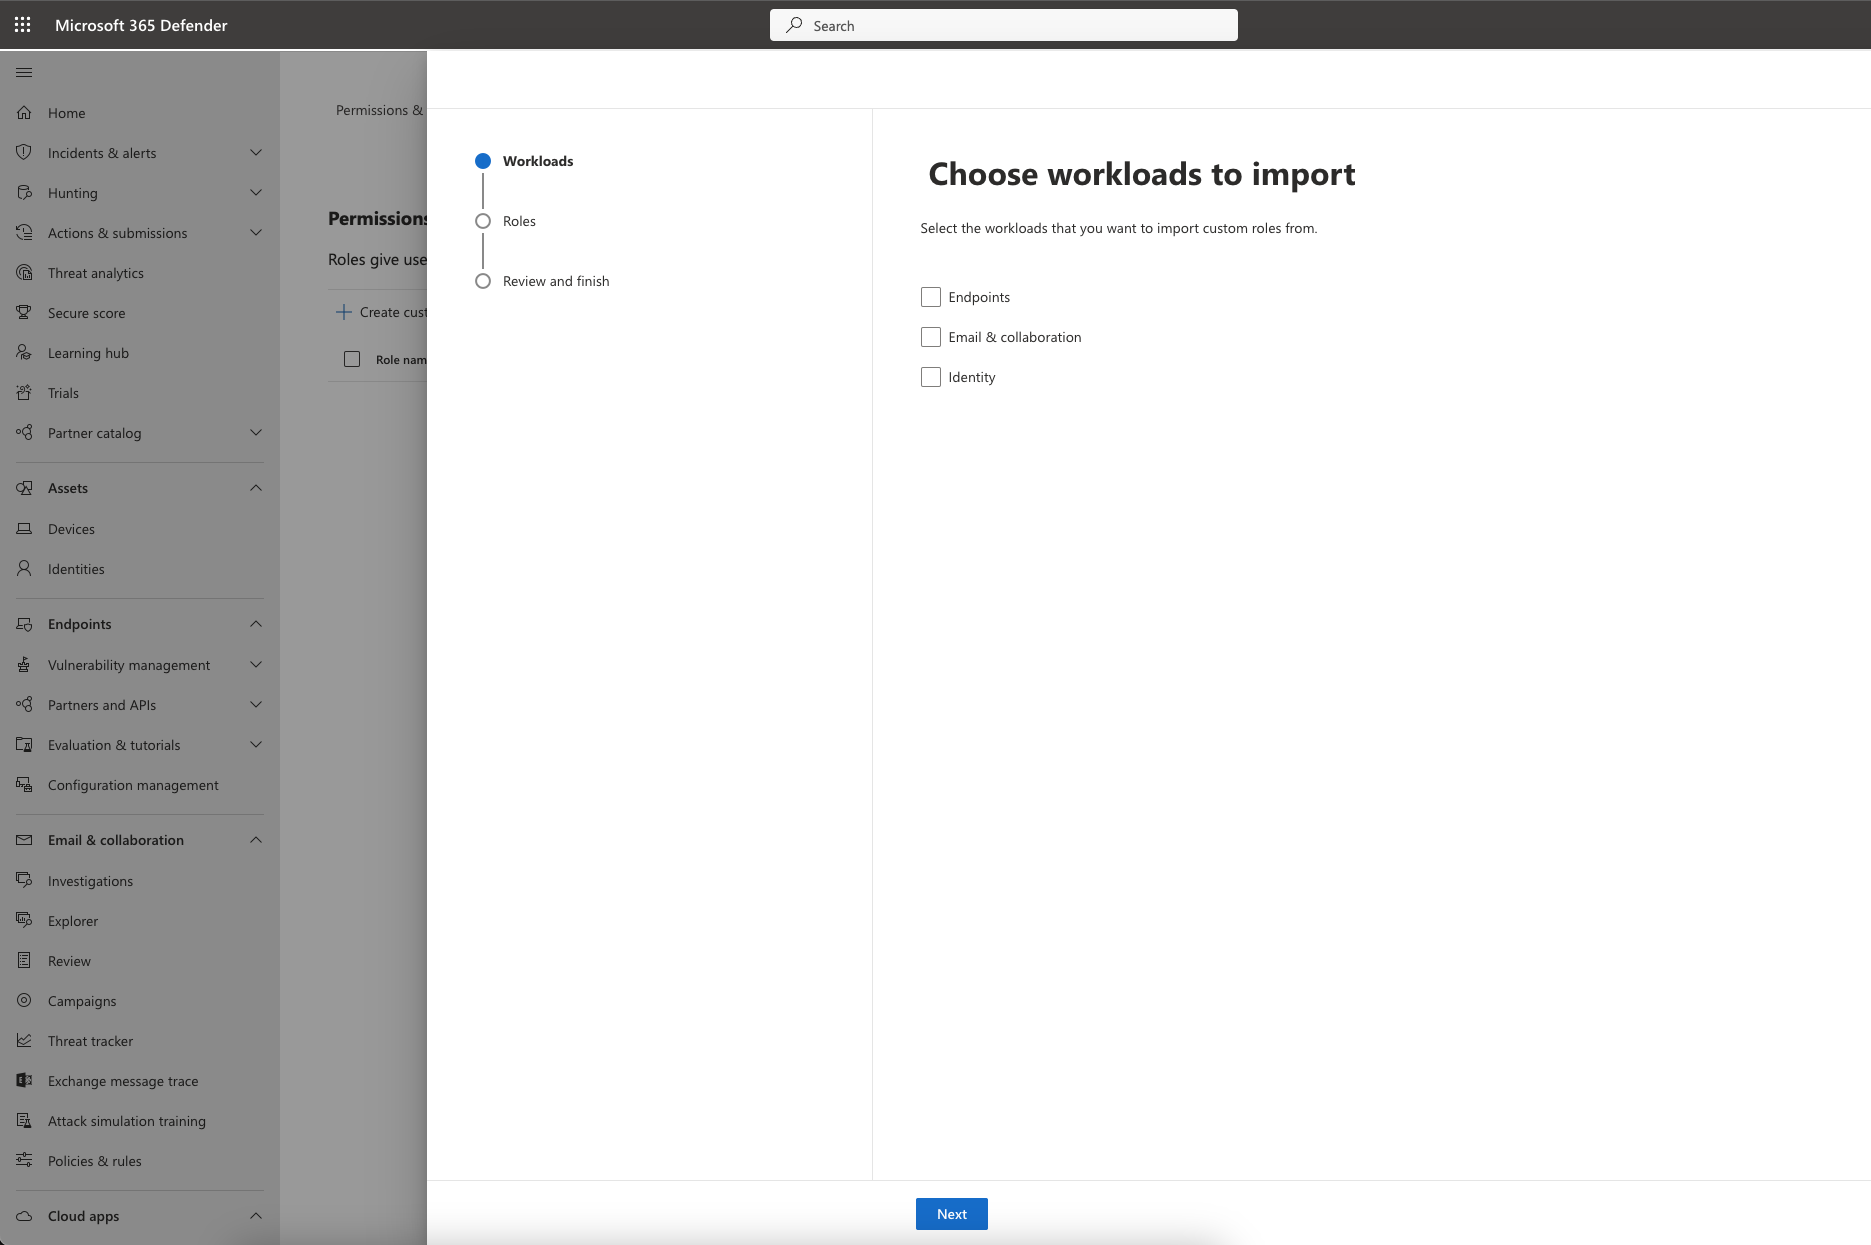 Microsoft 365 Defender
Search
Home
Incidents & alerts
Hunting
Actions & submissions
Threat analytics
Secure score
Learning hub
Trials
Partner catalog
Assets
Devices
Identities
Endpoints
Vulnerability management
Partners and APIs
Evaluation & tutorials
Configuration management
Email & collaboration
Investigations
Explorer
Review
Campaigns
Threat tracker
Exchange message trace
Attack simulation training
Policies & rules
Cloud apps
Permissions &
Permissions
Roles give use
Create cust
Role nam
Workloads
Roles
Review and finish
Choose workloads to import
Select the workloads that you want to import custom roles from.
Endpoints
Email & collaboration
Identity
Next